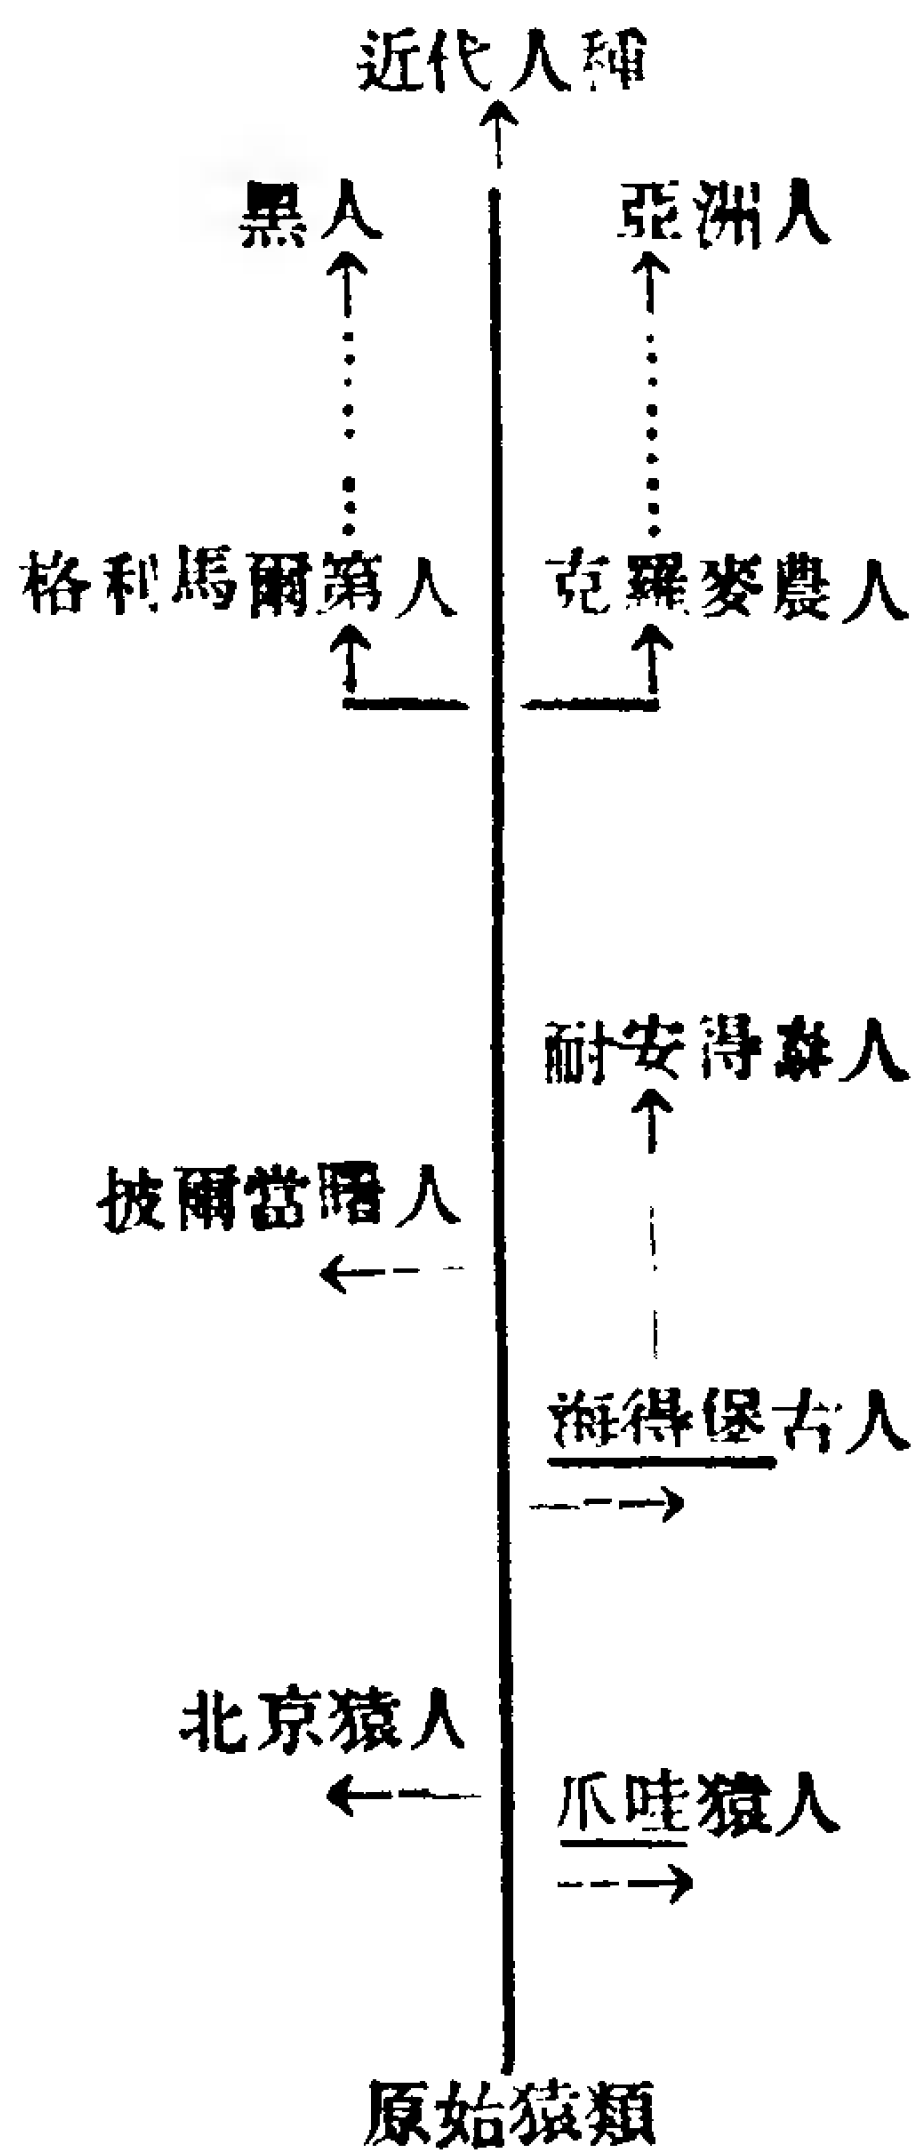 近代人種
黑人
亞洲人
格利馬爾第人
克羅麥農人
耐安得聯人
披爾當曙人
海得堡古人
北京猿人
爪哇猿人
原始猿類